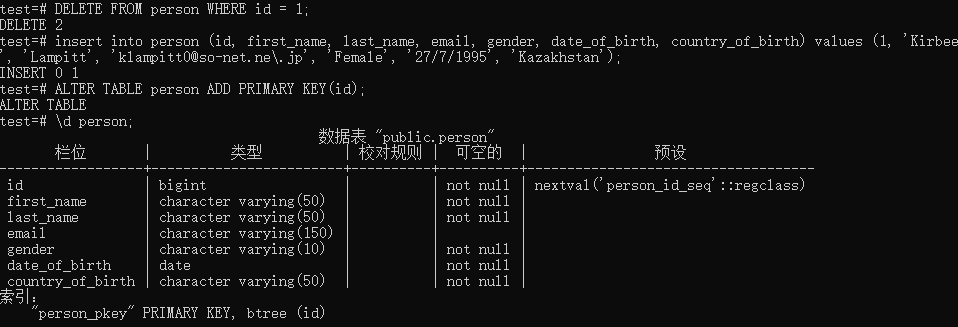 test=# DELETE FROM person WHERE id = 1;
DELETE 2
test=# insert into person (id, first_name, last_name, email, gender, date_of_birth, country_of_birth) values (1, 'Kirbee
', 'Lampitt', 'klampitt0@so-net.ne\.jp', 'Female', '27/7/1995', 'Kazakhstan');
INSERT 0 1
test=# ALTER TABLE person ADD PRIMARY KEY(id);
ALTER TABLE
test=# \d person;
数据表 "public.person"
栏位 | 类型 | 校对规则 | 可空的 | 预设
------------------+------------------------+----------+----------+------------------------------------
id | bigint | | not null | nextval('person_id_seq'::regclass)
first_name | character varying(50) | | not null |
last_name | character varying(50) | | not null |
email | character varying(150) | | |
gender | character varying(10) | | not null |
date_of_birth | date | | not null |
country_of_birth | character varying(50) | | not null |
索引：
"person_pkey" PRIMARY KEY, btree (id)